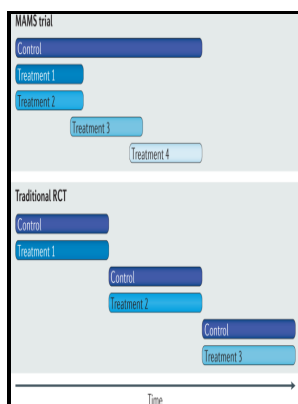 MAMS trial
Control
Treatment 1
Treatment 2
Treatment 3
Treatment 4
Traditional RCT
Control
Treatment 1
Control
Treatment 2
Control
Treatment 3
Time